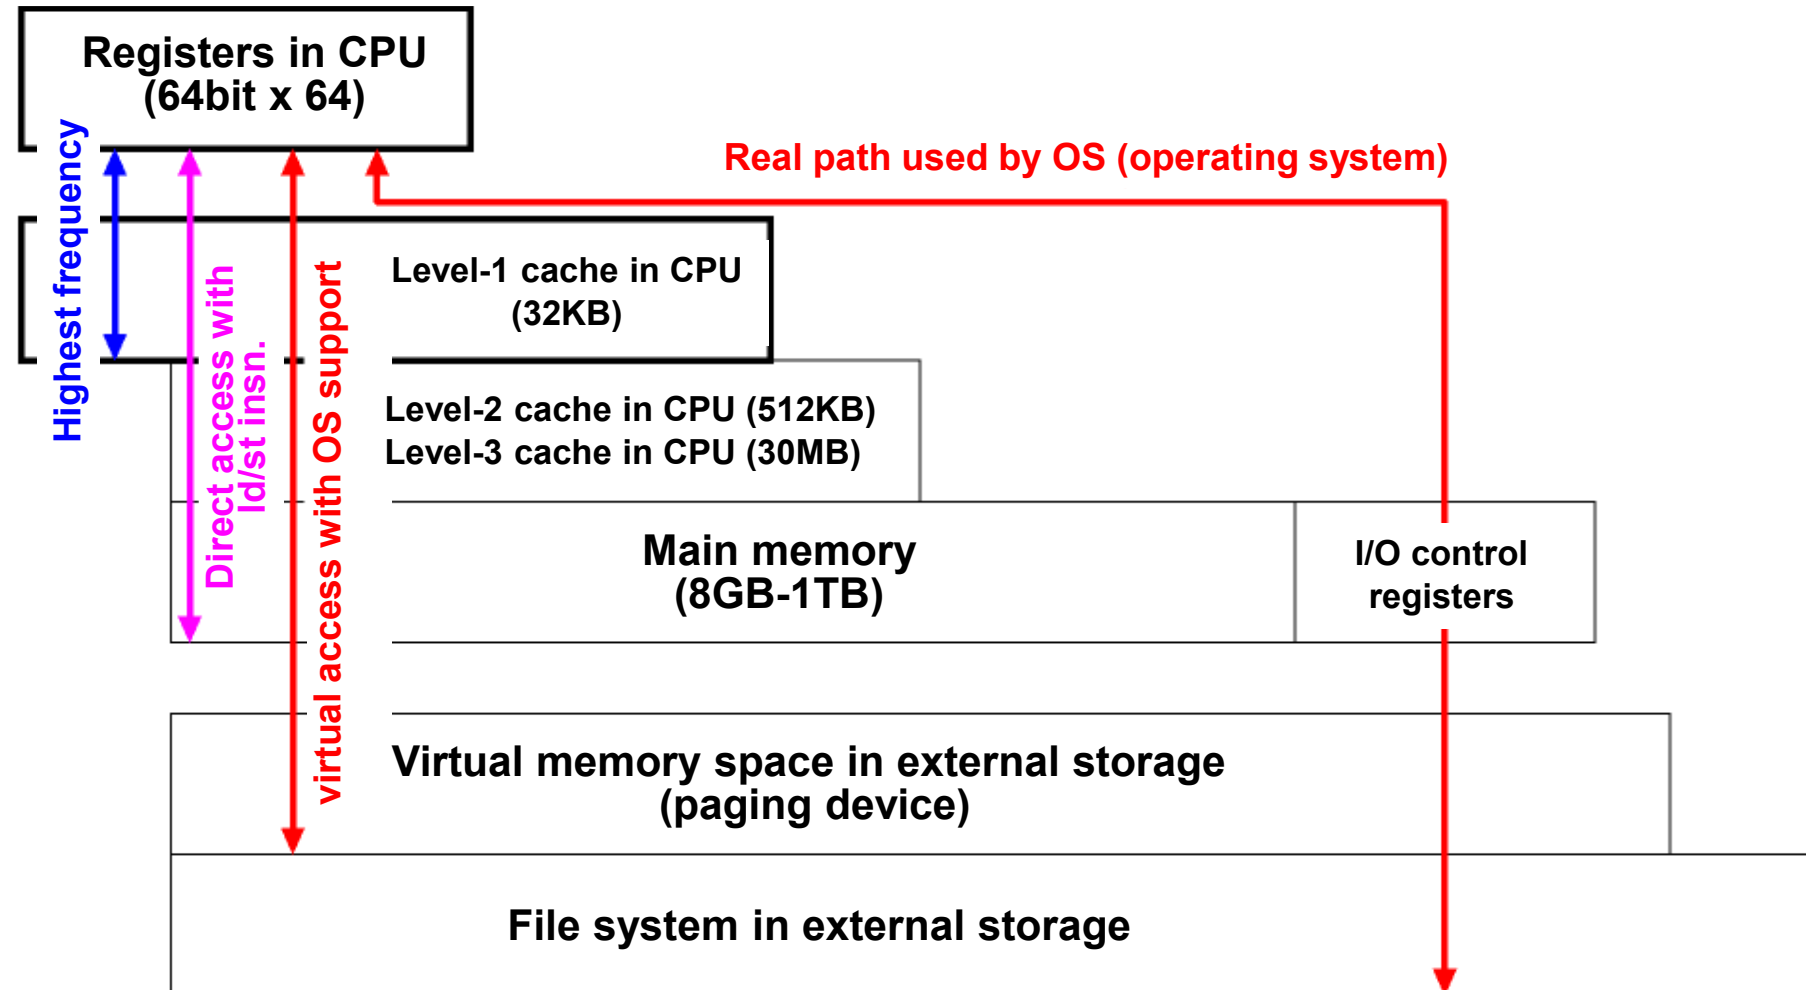 Registers in CPU
(64bit x 64)
Real path used by OS (operating system)
Highest frequency
Direct access with
ld/st insn.
virtual access with OS support
Level-1 cache in CPU
(32KB)
Level-2 cache in CPU (512KB)
Level-3 cache in CPU (30MB)
Main memory
(8GB-1TB)
I/O control
registers
Virtual memory space in external storage
(paging device)
File system in external storage